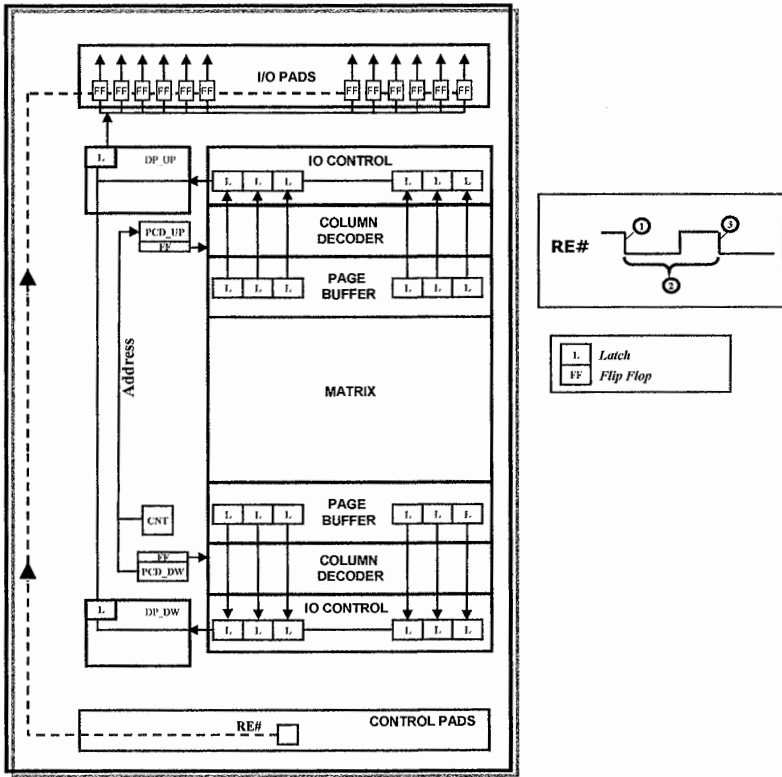 I/O PADS
FF FF FF FF FF FF FF FF FF FF FF FF
L DP_UP
IO CONTROL
L L L L L L
PCD_UP
FF
COLUMN
DECODER
PAGE
BUFFER
L L L L L L
Address
MATRIX
CNT
PAGE
BUFFER
L L L L L L
FF
PCD_DW
COLUMN
DECODER
L DP_DW
IO CONTROL
L L L L L L
RE#
CONTROL PADS
RE#
1 3
2
L Latch
FF Flip Flop